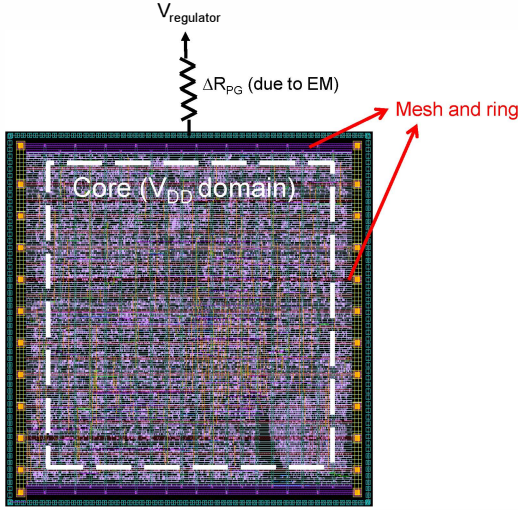 Vregulator
ΔRPG (due to EM)
Mesh and ring
Core (VDD domain)